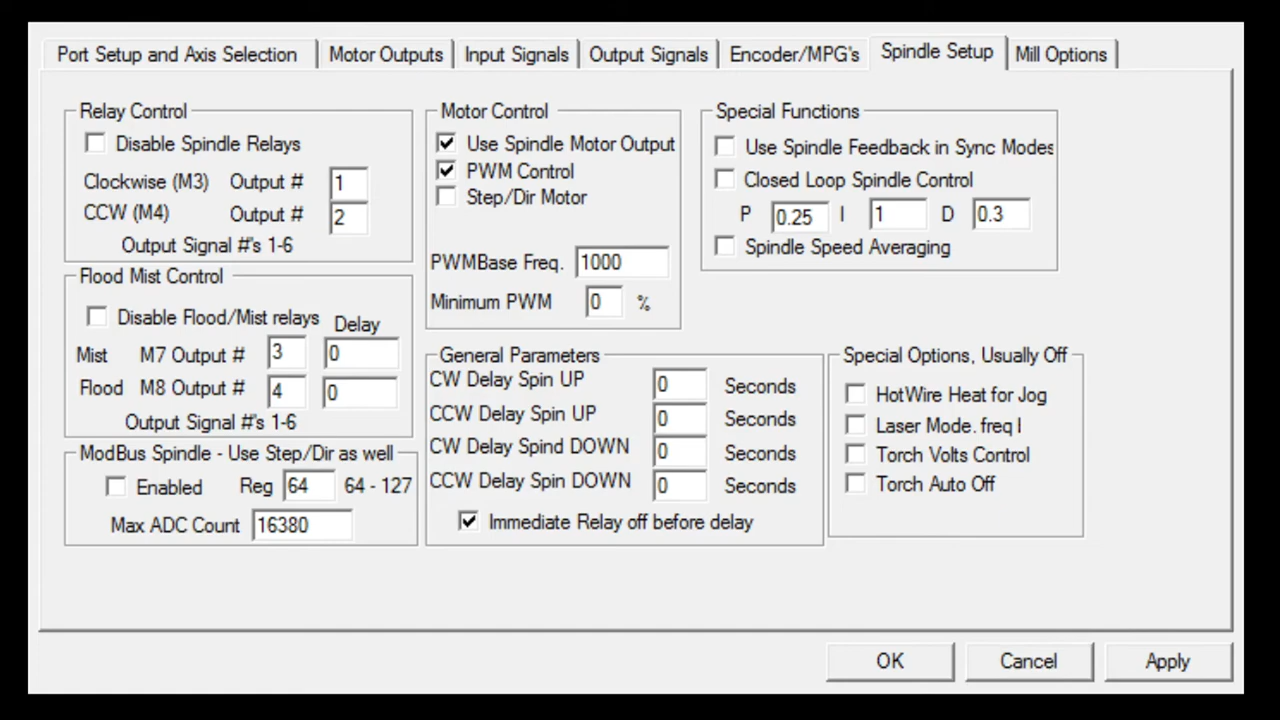 Port Setup and Axis Selection Motor Outputs Input Signals Output Signals Encoder/MPG's Spindle Setup Mill Options
Relay Control
Disable Spindle Relays
Clockwise (M3) Output # 1
CCW (M4) Output # 2
Output Signal #'s 1-6
Flood Mist Control
Disable Flood/Mist relays Delay
Mist M7 Output # 3 0
Flood M8 Output # 4 0
Output Signal #'s 1-6
ModBus Spindle - Use Step/Dir as well
Enabled Reg 64 64 - 127
Max ADC Count 16380
Motor Control
Use Spindle Motor Output
PWM Control
Step/Dir Motor
PWMBase Freq. 1000
Minimum PWM 0 %
General Parameters
CW Delay Spin UP 0 Seconds
CCW Delay Spin UP 0 Seconds
CW Delay Spind DOWN 0 Seconds
CCW Delay Spin DOWN 0 Seconds
Immediate Relay off before delay
Special Functions
Use Spindle Feedback in Sync Modes
Closed Loop Spindle Control
P 0.25 I 1 D 0.3
Spindle Speed Averaging
Special Options, Usually Off
HotWire Heat for Jog
Laser Mode. freq I
Torch Volts Control
Torch Auto Off
OK Cancel Apply